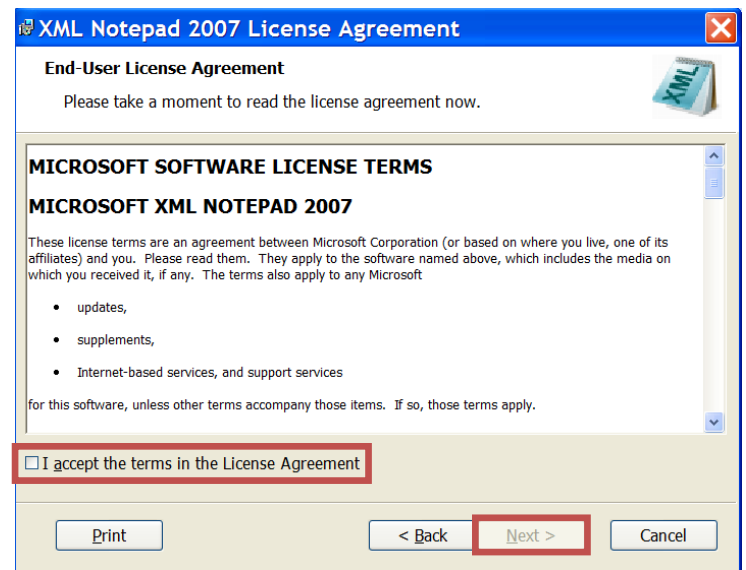 XML Notepad 2007 License Agreement
End-User License Agreement
Please take a moment to read the license agreement now.
XML
MICROSOFT SOFTWARE LICENSE TERMS
MICROSOFT XML NOTEPAD 2007
These license terms are an agreement between Microsoft Corporation (or based on where you live, one of its
affiliates) and you.  Please read them.  They apply to the software named above, which includes the media on
which you received it, if any.  The terms also apply to any Microsoft
• updates,
• supplements,
• Internet-based services, and support services
for this software, unless other terms accompany those items.  If so, those terms apply.
I accept the terms in the License Agreement
Print
< Back
Next >
Cancel